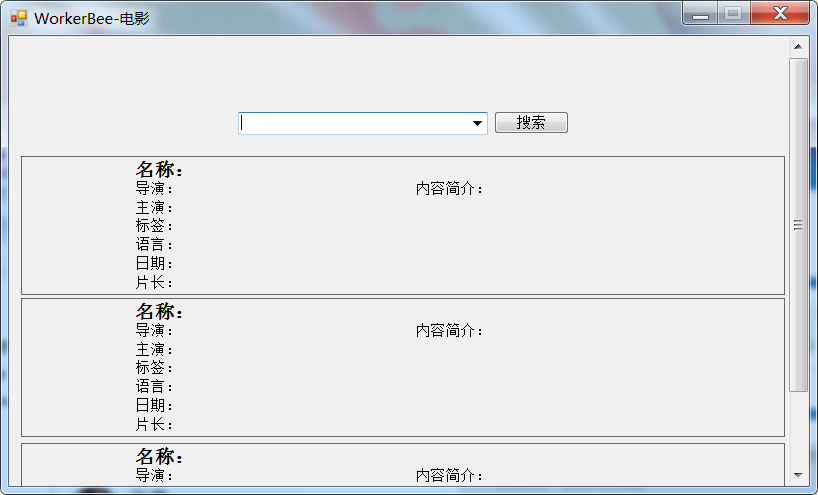 WorkerBee-电影
搜索
名称：
导演： 内容简介：
主演：
标签：
语言：
日期：
片长：
名称：
导演： 内容简介：
主演：
标签：
语言：
日期：
片长：
名称：
导演： 内容简介：